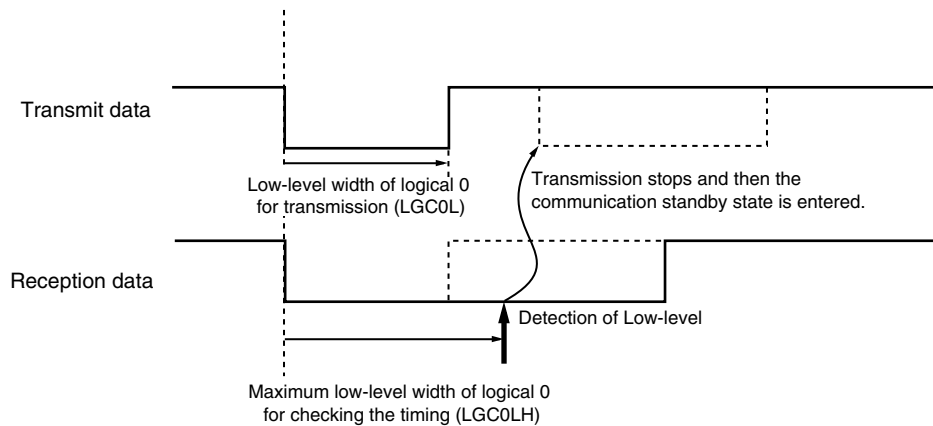 Transmit data
Low-level width of logical 0
for transmission (LGC0L)
Transmission stops and then the
communication standby state is entered.
Reception data
Detection of Low-level
Maximum low-level width of logical 0
for checking the timing (LGC0LH)